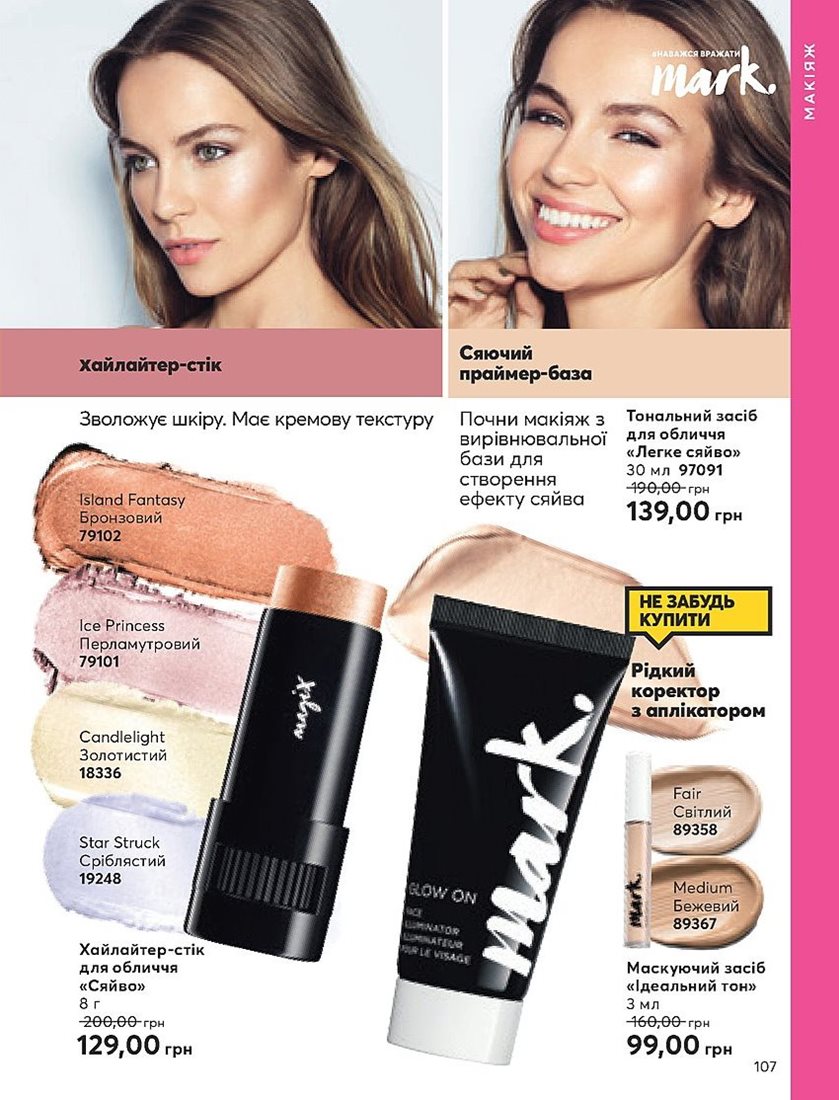 #НАВАЖСЯ ВРАЖАТИ
mark.
МАКІЯЖ
Хайлайтер-стік
Сяючий
праймер-база
Зволожує шкіру. Має кремову текстуру
Почни макіяж з
вирівнювальної
бази для
створення
ефекту сяйва
Тональний засіб
для обличчя
«Легке сяйво»
30 мл 97091
190,00 грн
139,00 грн
Island Fantasy
Бронзовий
79102
Ice Princess
Перламутровий
79101
Candlelight
Золотистий
18336
Star Struck
Сріблястий
19248
magix
Хайлайтер-стік
для обличчя
«Сяйво»
8 г
200,00 грн
129,00 грн
mark.
GLOW ON
FACE
ILLUMINATOR
ILLUMINATEUR
POUR LE VISAGE
НЕ ЗАБУДЬ
КУПИТИ
Рідкий
коректор
з аплікатором
mark.
Fair
Світлий
89358
Medium
Бежевий
89367
Маскуючий засіб
«Ідеальний тон»
3 мл
160,00 грн
99,00 грн
107